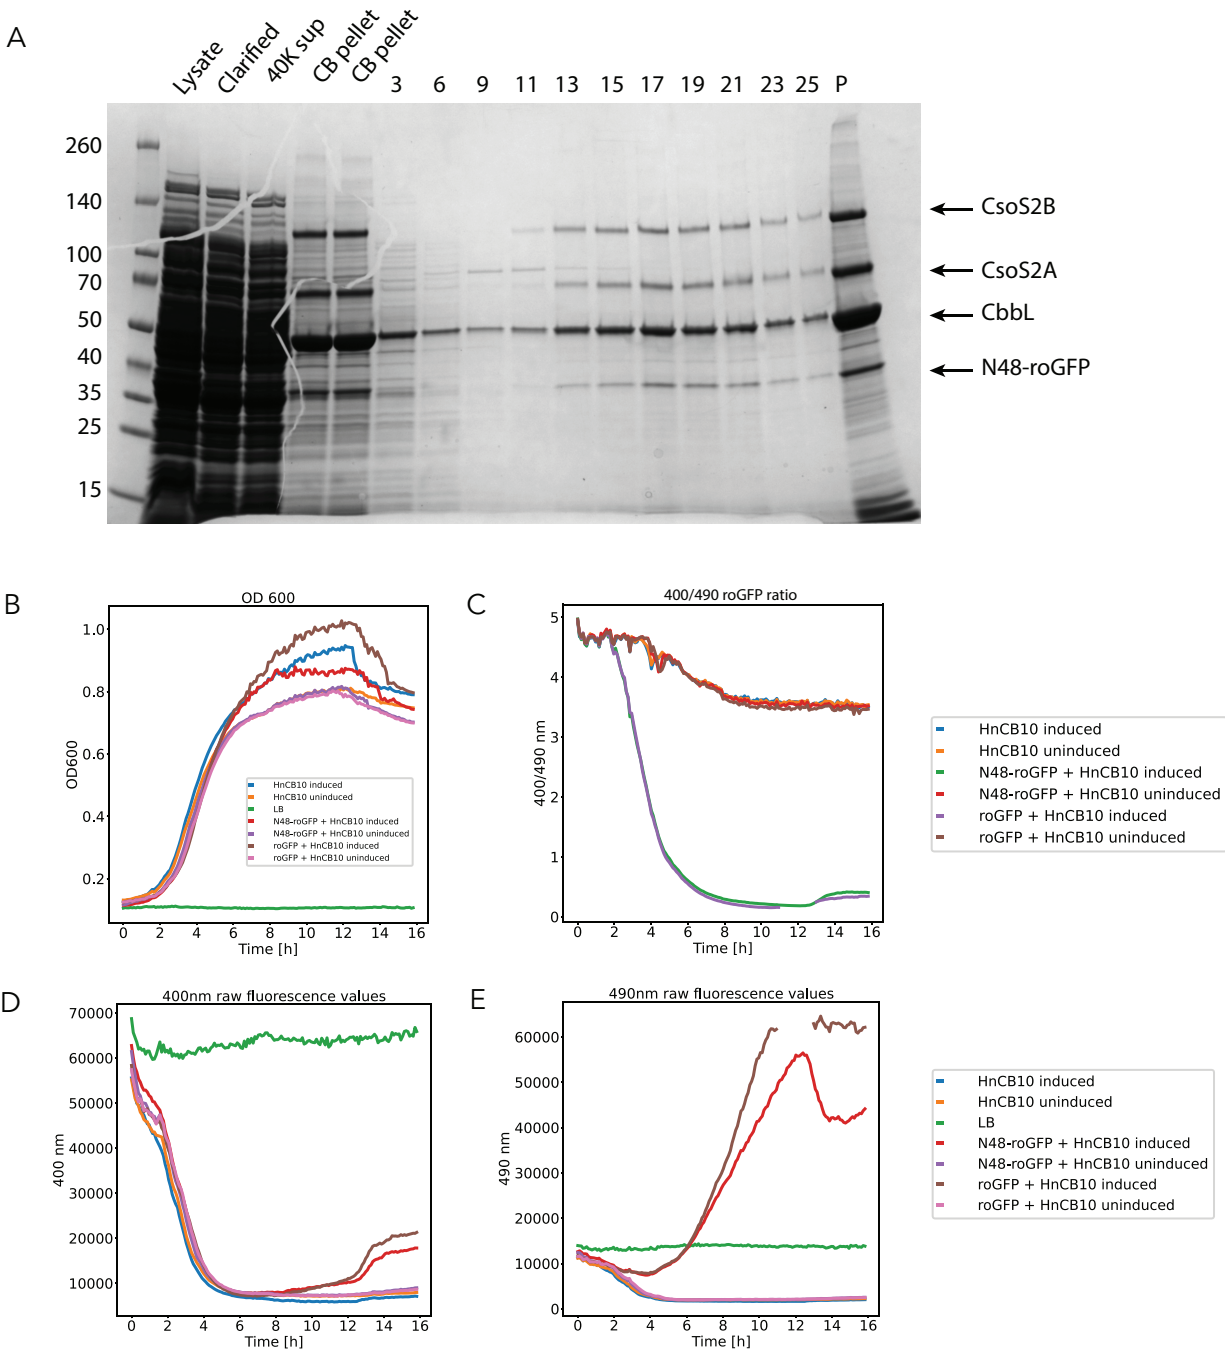 A
Lysate
Clarified
40K sup
CB pellet
CB pellet
3 6 9 11 13 15 17 19 21 23 25 P
260
140
100
70
50
40
35
25
15
CsoS2B
CsoS2A
CbbL
N48-roGFP
B
OD 600
OD600
1.0
0.8
0.6
0.4
0.2
HnCB10 induced
HnCB10 uninduced
LB
N48-roGFP + HnCB10 induced
N48-roGFP + HnCB10 uninduced
roGFP + HnCB10 induced
roGFP + HnCB10 uninduced
0 2 4 6 8 10 12 14 16
Time [h]
C
400/490 roGFP ratio
400/490 nm
5
4
3
2
1
0
0 2 4 6 8 10 12 14 16
Time [h]
HnCB10 induced
HnCB10 uninduced
N48-roGFP + HnCB10 induced
N48-roGFP + HnCB10 uninduced
roGFP + HnCB10 induced
roGFP + HnCB10 uninduced
D
400nm raw fluorescence values
400 nm
70000
60000
50000
40000
30000
20000
10000
0 2 4 6 8 10 12 14 16
Time [h]
E
490nm raw fluorescence values
490 nm
60000
50000
40000
30000
20000
10000
0
0 2 4 6 8 10 12 14 16
Time [h]
HnCB10 induced
HnCB10 uninduced
LB
N48-roGFP + HnCB10 induced
N48-roGFP + HnCB10 uninduced
roGFP + HnCB10 induced
roGFP + HnCB10 uninduced